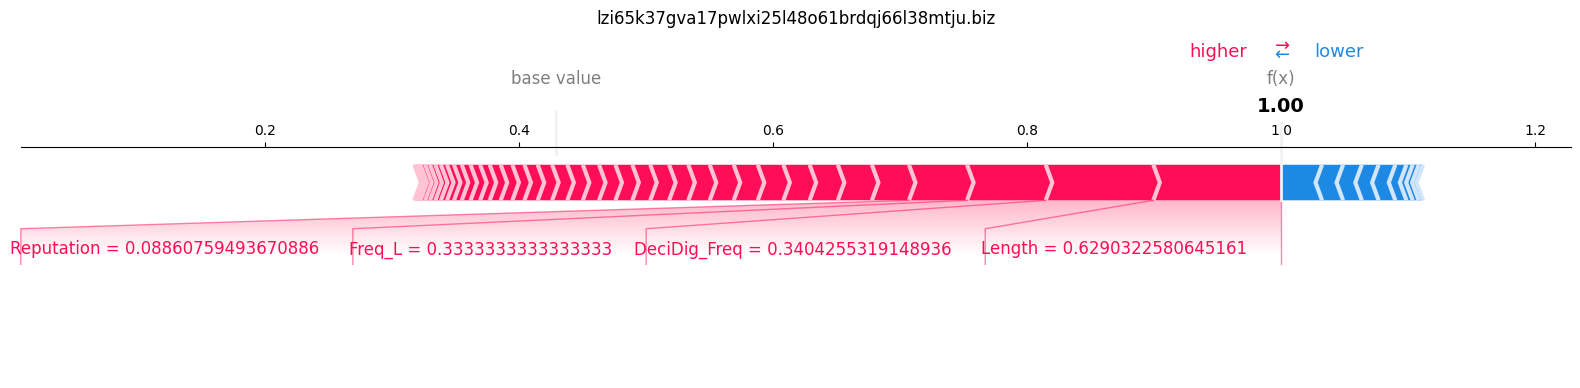 lzi65k37gva17pwlxi25l48o61brdqj66l38mtju.biz
higher → ← lower
base value f(x)
1.00
0.2 0.4 0.6 0.8 1.0 1.2
Reputation = 0.08860759493670886 Freq_L = 0.3333333333333333 DeciDig_Freq = 0.3404255319148936 Length = 0.6290322580645161